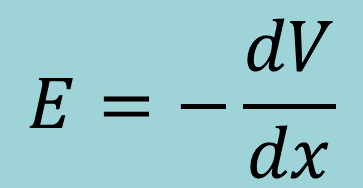 E = − dV/dx